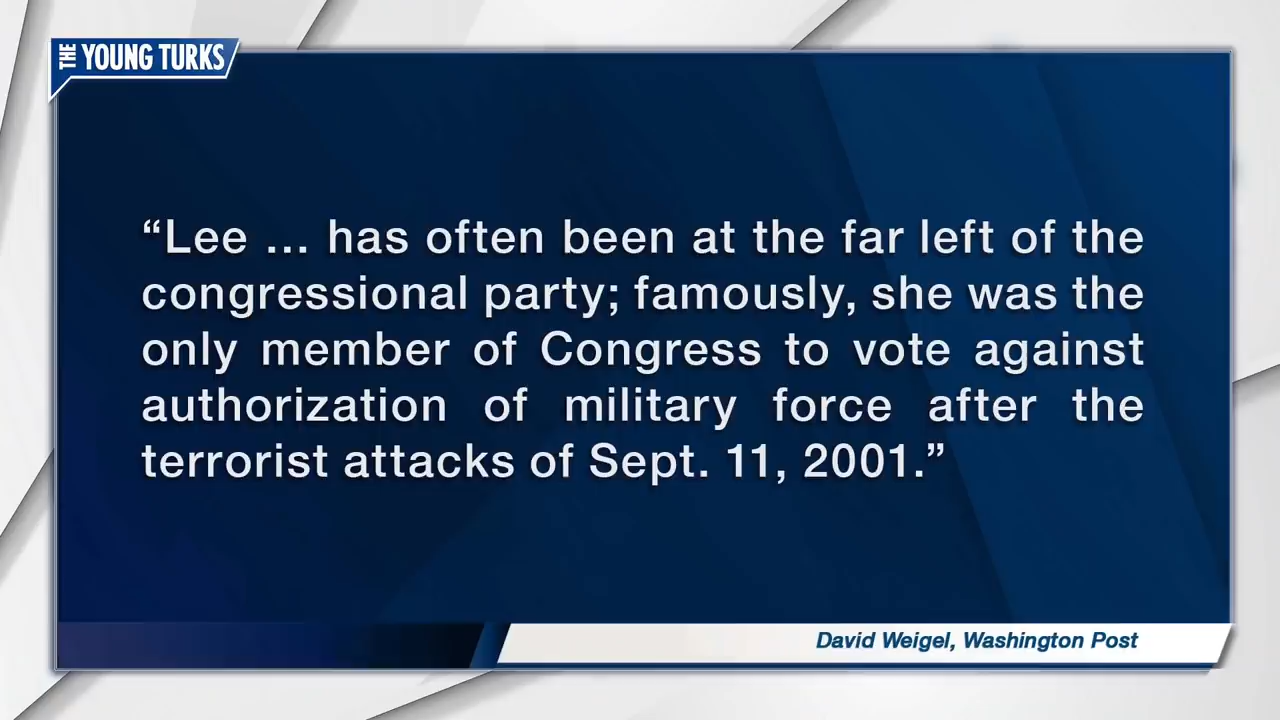 THE YOUNG TURKS
“Lee ... has often been at the far left of the
congressional party; famously, she was the
only member of Congress to vote against
authorization of military force after the
terrorist attacks of Sept. 11, 2001.”
David Weigel, Washington Post